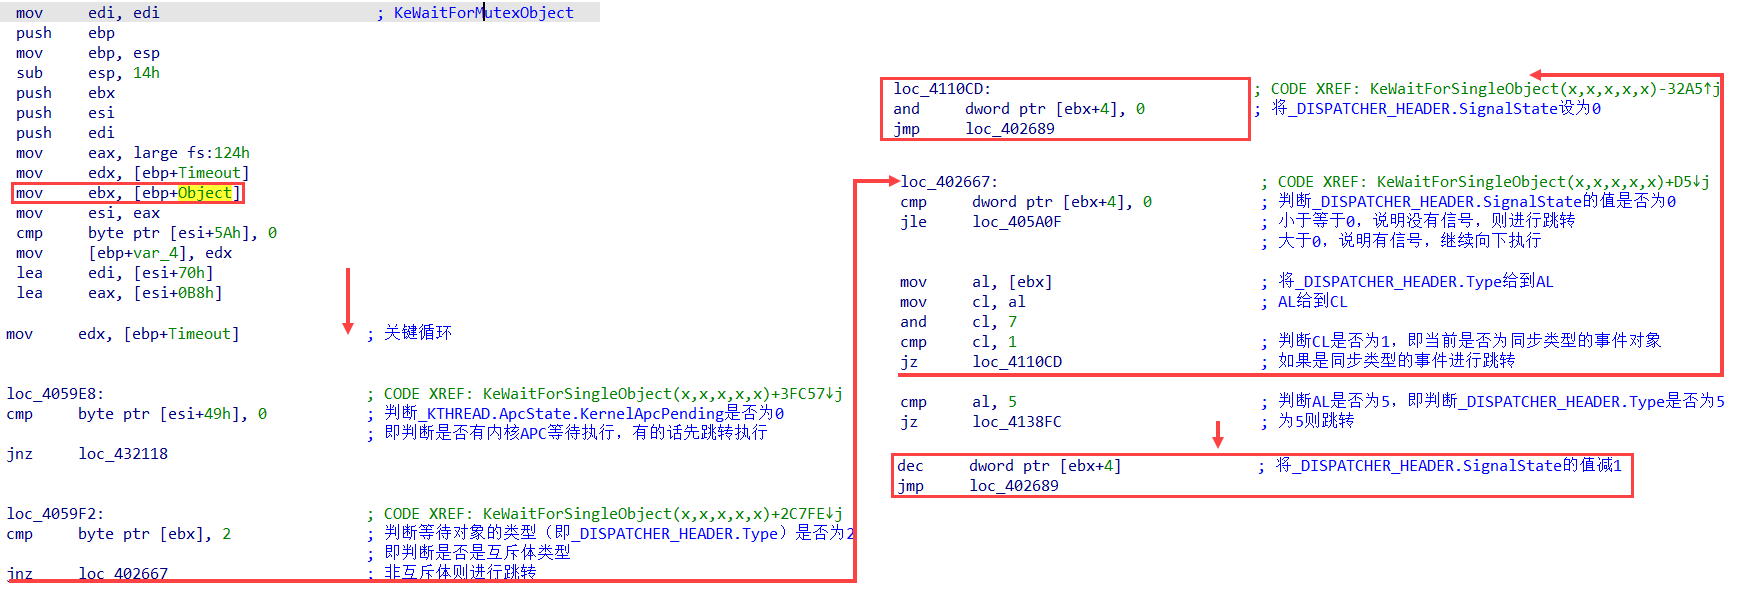 mov edi, edi ; KeWaitForMutexObject
push ebp
mov ebp, esp
sub esp, 14h
push ebx
push esi
push edi
mov eax, large fs:124h
mov edx, [ebp+Timeout]
mov ebx, [ebp+Object]
mov esi, eax
cmp byte ptr [esi+5Ah], 0
mov [ebp+var_4], edx
lea edi, [esi+70h]
lea eax, [esi+0B8h]
mov edx, [ebp+Timeout] ; 关键循环
loc_4059E8: ; CODE XREF: KeWaitForSingleObject(x,x,x,x,x)+3FC57↓j
cmp byte ptr [esi+49h], 0 ; 判断_KTHREAD.ApcState.KernelApcPending是否为0
; 即判断是否有内核APC等待执行，有的话先跳转执行
jnz loc_432118
loc_4059F2: ; CODE XREF: KeWaitForSingleObject(x,x,x,x,x)+2C7FE↓j
cmp byte ptr [ebx], 2 ; 判断等待对象的类型（即_DISPATCHER_HEADER.Type）是否为2
; 即判断是否是互斥体类型
jnz loc_402667 ; 非互斥体则进行跳转
loc_4110CD: ; CODE XREF: KeWaitForSingleObject(x,x,x,x,x)-32A5↑j
and dword ptr [ebx+4], 0 ; 将_DISPATCHER_HEADER.SignalState设为0
jmp loc_402689
loc_402667: ; CODE XREF: KeWaitForSingleObject(x,x,x,x,x)+D5↓j
cmp dword ptr [ebx+4], 0 ; 判断_DISPATCHER_HEADER.SignalState的值是否为0
jle loc_405A0F ; 小于等于0，说明没有信号，则进行跳转
; 大于0，说明有信号，继续向下执行
mov al, [ebx] ; 将_DISPATCHER_HEADER.Type给到AL
mov cl, al ; AL给到CL
and cl, 7
cmp cl, 1 ; 判断CL是否为1，即当前是否为同步类型的事件对象
jz loc_4110CD ; 如果是同步类型的事件进行跳转
cmp al, 5 ; 判断AL是否为5，即判断_DISPATCHER_HEADER.Type是否为5
jz loc_4138FC ; 为5则跳转
dec dword ptr [ebx+4] ; 将_DISPATCHER_HEADER.SignalState的值减1
jmp loc_402689